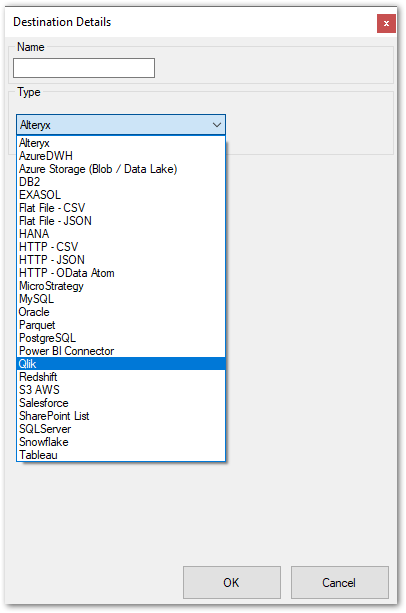 Destination Details
x
Name
Type
Alteryx
Alteryx
AzureDWH
Azure Storage (Blob / Data Lake)
DB2
EXASOL
Flat File - CSV
Flat File - JSON
HANA
HTTP - CSV
HTTP - JSON
HTTP - OData Atom
MicroStrategy
MySQL
Oracle
Parquet
PostgreSQL
Power BI Connector
Qlik
Redshift
S3 AWS
Salesforce
SharePoint List
SQLServer
Snowflake
Tableau
OK Cancel